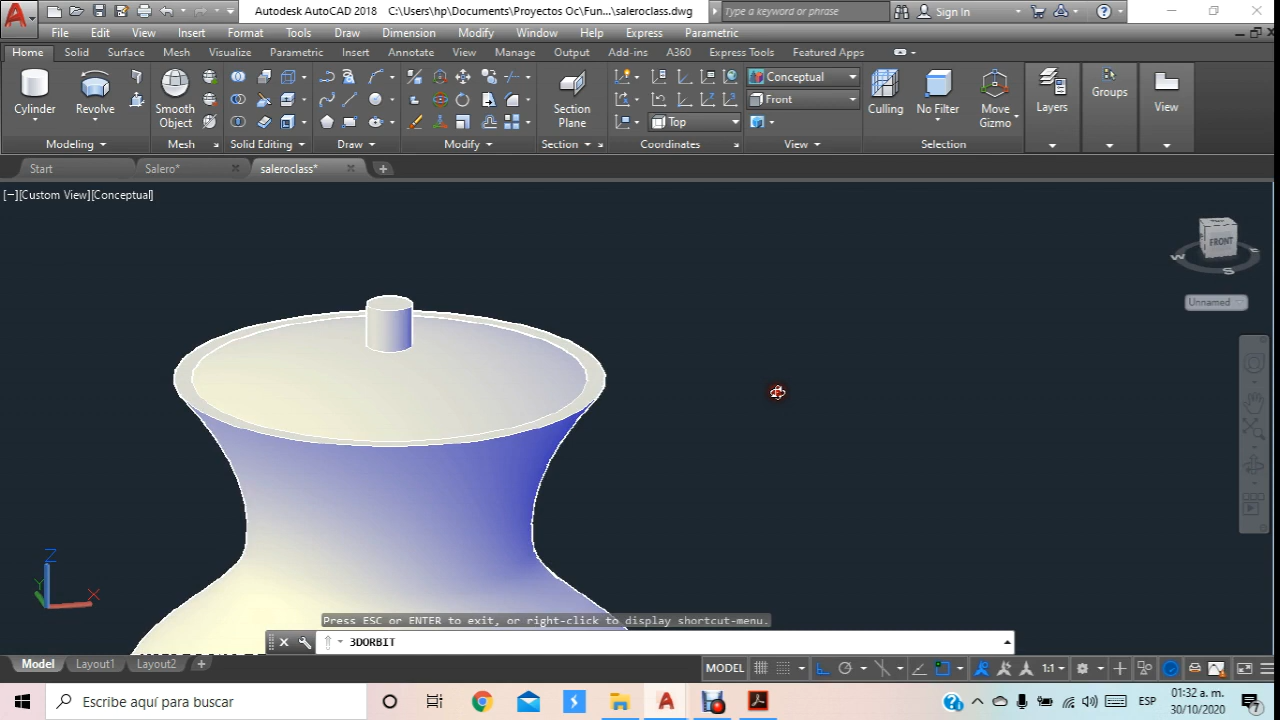 Autodesk AutoCAD 2018 C:\Users\hp\Documents\Proyectos Oc\Fun...\saleroclass.dwg Type a keyword or phrase Sign In
File Edit View Insert Format Tools Draw Dimension Modify Window Help Express Parametric
Home Solid Surface Mesh Visualize Parametric Insert Annotate View Manage Output Add-ins A360 Express Tools Featured Apps
Cylinder Revolve Smooth Object Section Plane Conceptual Front Top Culling No Filter Move Gizmo Layers Groups View
Modeling Mesh Solid Editing Draw Modify Section Coordinates View Selection
Start Salero* saleroclass*
[−][Custom View][Conceptual]
FRONT
W S
Unnamed
Z
Y X
Press ESC or ENTER to exit, or right-click to display shortcut-menu.
3DORBIT
Model Layout1 Layout2 + MODEL 1:1
Escribe aquí para buscar ESP 01:32 a. m.
30/10/2020 7